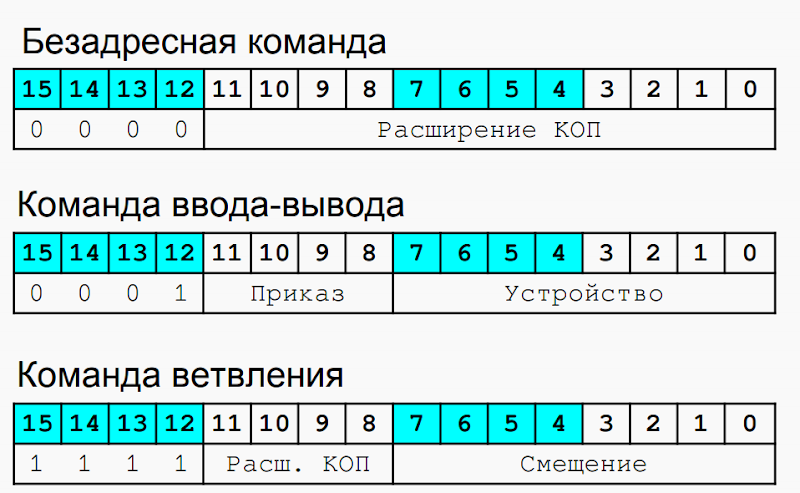 Безадресная команда
15 14 13 12 11 10 9 8 7 6 5 4 3 2 1 0
0 0 0 0 Расширение КОП
Команда ввода-вывода
15 14 13 12 11 10 9 8 7 6 5 4 3 2 1 0
0 0 0 1 Приказ Устройство
Команда ветвления
15 14 13 12 11 10 9 8 7 6 5 4 3 2 1 0
1 1 1 1 Расш. КОП Смещение